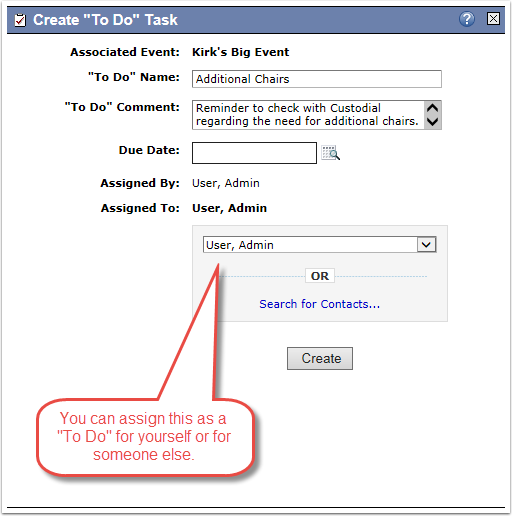 Create "To Do" Task
Associated Event: Kirk's Big Event
"To Do" Name: Additional Chairs
"To Do" Comment: Reminder to check with Custodial
regarding the need for additional chairs.
Due Date:
Assigned By: User, Admin
Assigned To: User, Admin
User, Admin
OR
Search for Contacts...
Create
You can assign this as a
"To Do" for yourself or for
someone else.